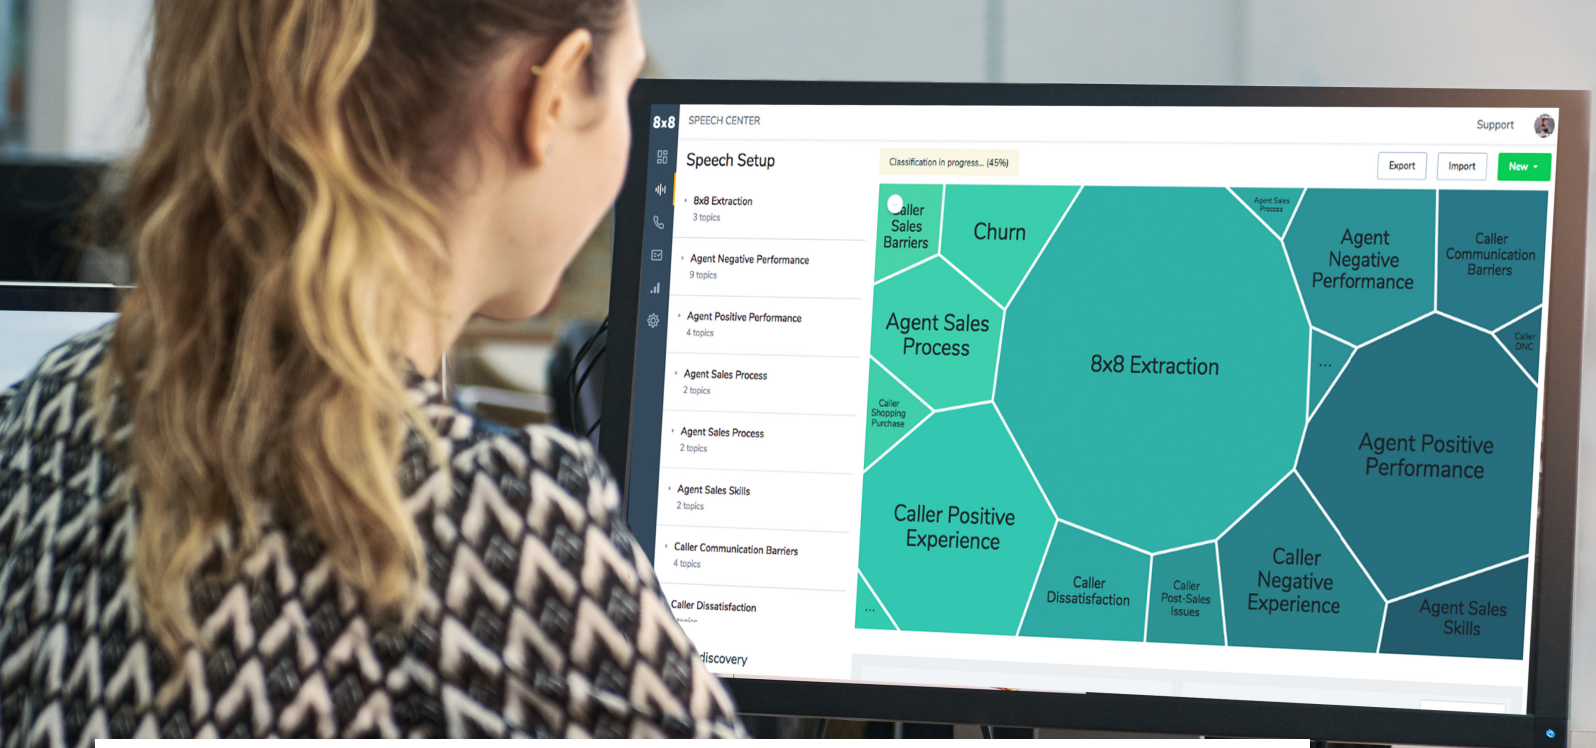 8x8
SPEECH CENTER
Support
Speech Setup
Classification in progress... (45%)
Export
Import
New
8x8 Extraction
3 topics
Agent Negative Performance
9 topics
Agent Positive Performance
4 topics
Agent Sales Process
2 topics
Agent Sales Process
2 topics
Agent Sales Skills
2 topics
Caller Communication Barriers
4 topics
Caller Dissatisfaction
discovery
Sales
Barriers
Churn
Agent Sales
Process
Agent
Negative
Performance
Caller
Communication
Barriers
Agent Sales
Process
Caller
DNC
8x8 Extraction
...
Caller
Shopping
Purchase
Agent Positive
Performance
Caller Positive
Experience
Caller
Dissatisfaction
Caller
Post-Sales
Issues
Caller
Negative
Experience
Agent Sales
Skills
...